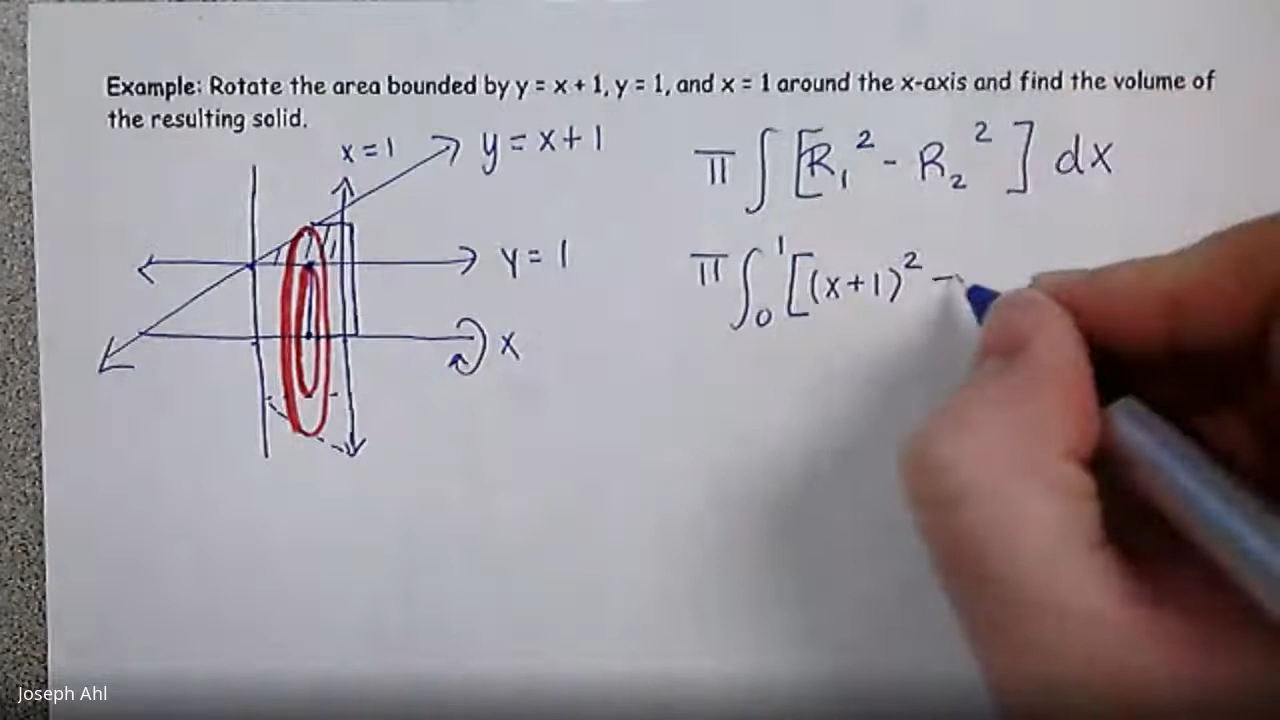 Example: Rotate the area bounded by y = x + 1, y = 1, and x = 1 around the x-axis and find the volume of
the resulting solid.
x = 1
y = x + 1
y = 1
x
π ∫ [R₁² - R₂²] dx
π ∫₀¹ [(x+1)² -
Joseph Ahl